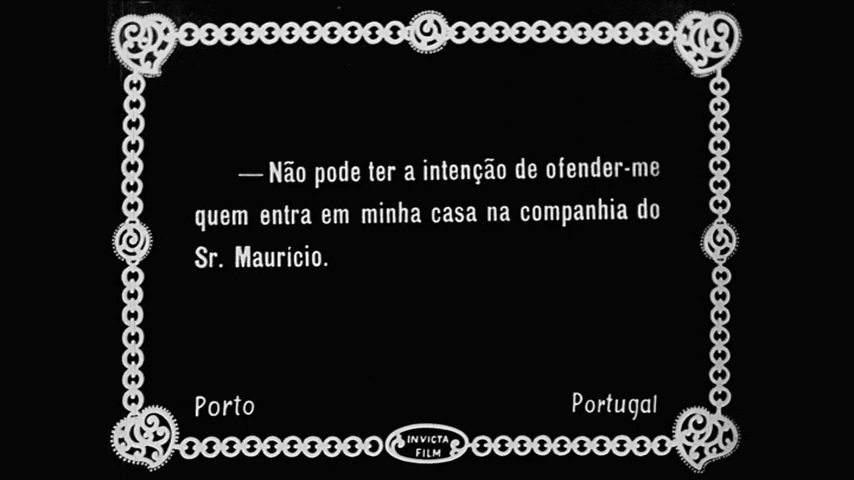 — Não pode ter a intenção de ofender-me
quem entra em minha casa na companhia do
Sr. Maurício.
Porto
Portugal
INVICTA
FILM